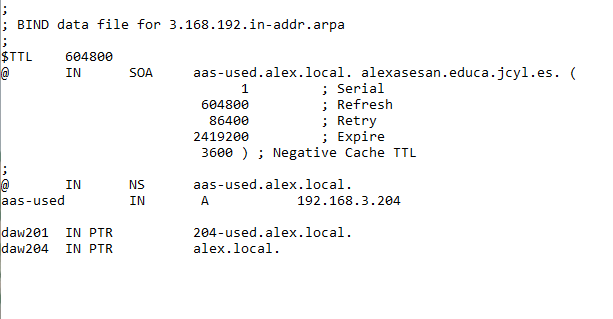 ;
; BIND data file for 3.168.192.in-addr.arpa
;
$TTL    604800
@       IN      SOA     aas-used.alex.local. alexasesan.educa.jcyl.es. (
                              1         ; Serial
                         604800         ; Refresh
                          86400         ; Retry
                        2419200         ; Expire
                         3600 ) ; Negative Cache TTL
;
@       IN      NS      aas-used.alex.local.
aas-used        IN       A           192.168.3.204

daw201  IN PTR          204-used.alex.local.
daw204  IN PTR          alex.local.